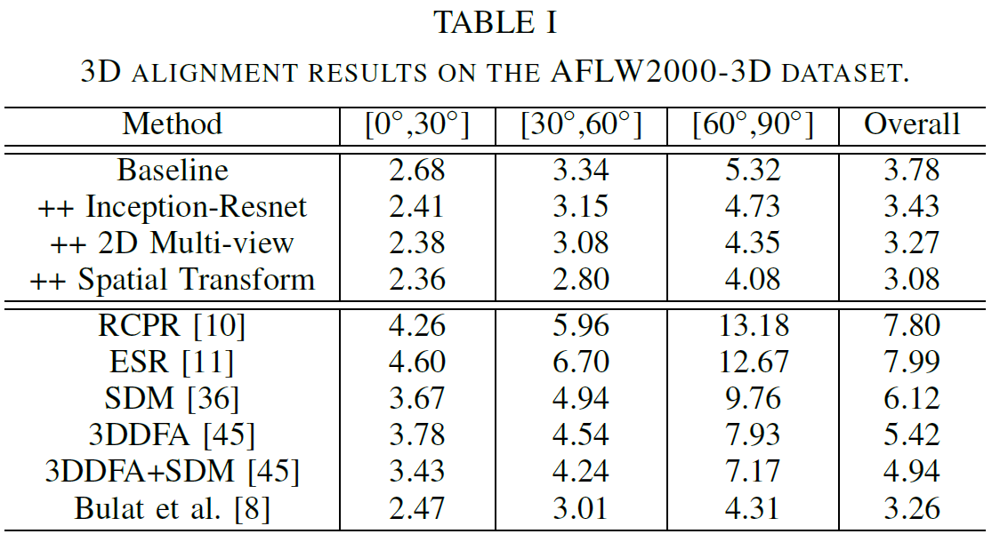 TABLE I
3D ALIGNMENT RESULTS ON THE AFLW2000-3D DATASET.
Method [0°,30°] [30°,60°] [60°,90°] Overall
Baseline 2.68 3.34 5.32 3.78
++ Inception-Resnet 2.41 3.15 4.73 3.43
++ 2D Multi-view 2.38 3.08 4.35 3.27
++ Spatial Transform 2.36 2.80 4.08 3.08
RCPR [10] 4.26 5.96 13.18 7.80
ESR [11] 4.60 6.70 12.67 7.99
SDM [36] 3.67 4.94 9.76 6.12
3DDFA [45] 3.78 4.54 7.93 5.42
3DDFA+SDM [45] 3.43 4.24 7.17 4.94
Bulat et al. [8] 2.47 3.01 4.31 3.26